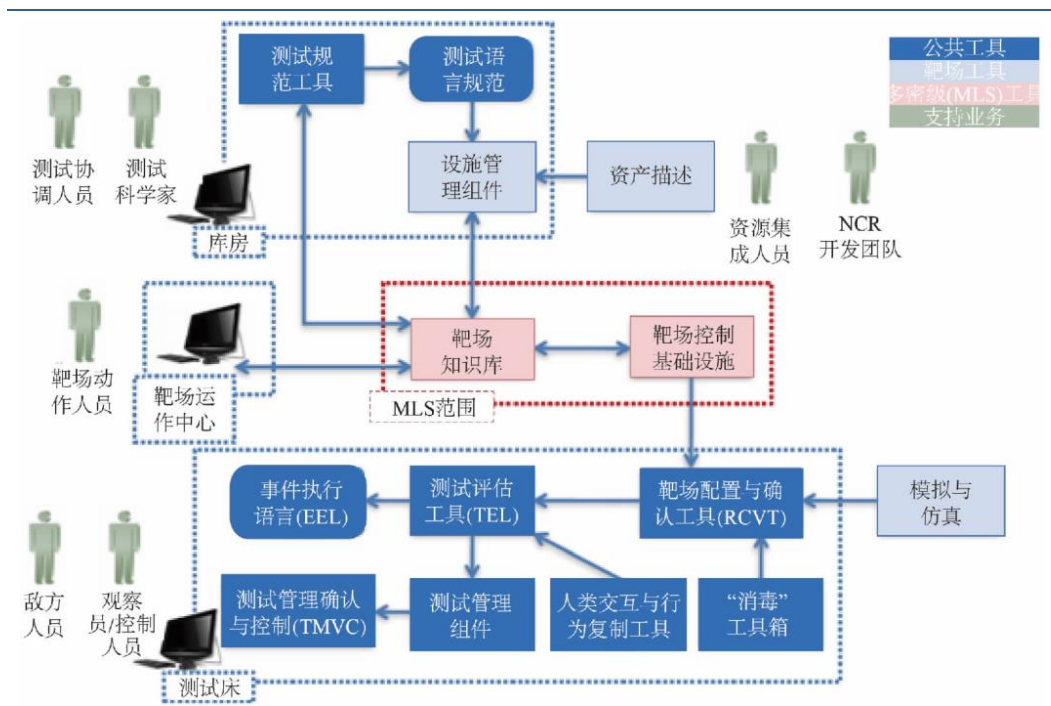 测试规
范工具
测试语
言规范
公共工具
靶场工具
多密级(MLS)工具
支持业务
测试协
调人员
测试
科学家
设施管
理组件
资产描述
资源集
成人员
NCR
开发团队
库房
靶场动
作人员
靶场运
作中心
靶场
知识库
靶场控制
基础设施
MLS范围
事件执行
语言(EEL)
测试评估
工具(TEL)
靶场配置与确
认工具(RCVT)
模拟与
仿真
敌方
人员
观察
员/控制
人员
测试管理确认
与控制(TMVC)
测试管理
组件
人类交互与行
为复制工具
“消毒”
工具箱
测试床